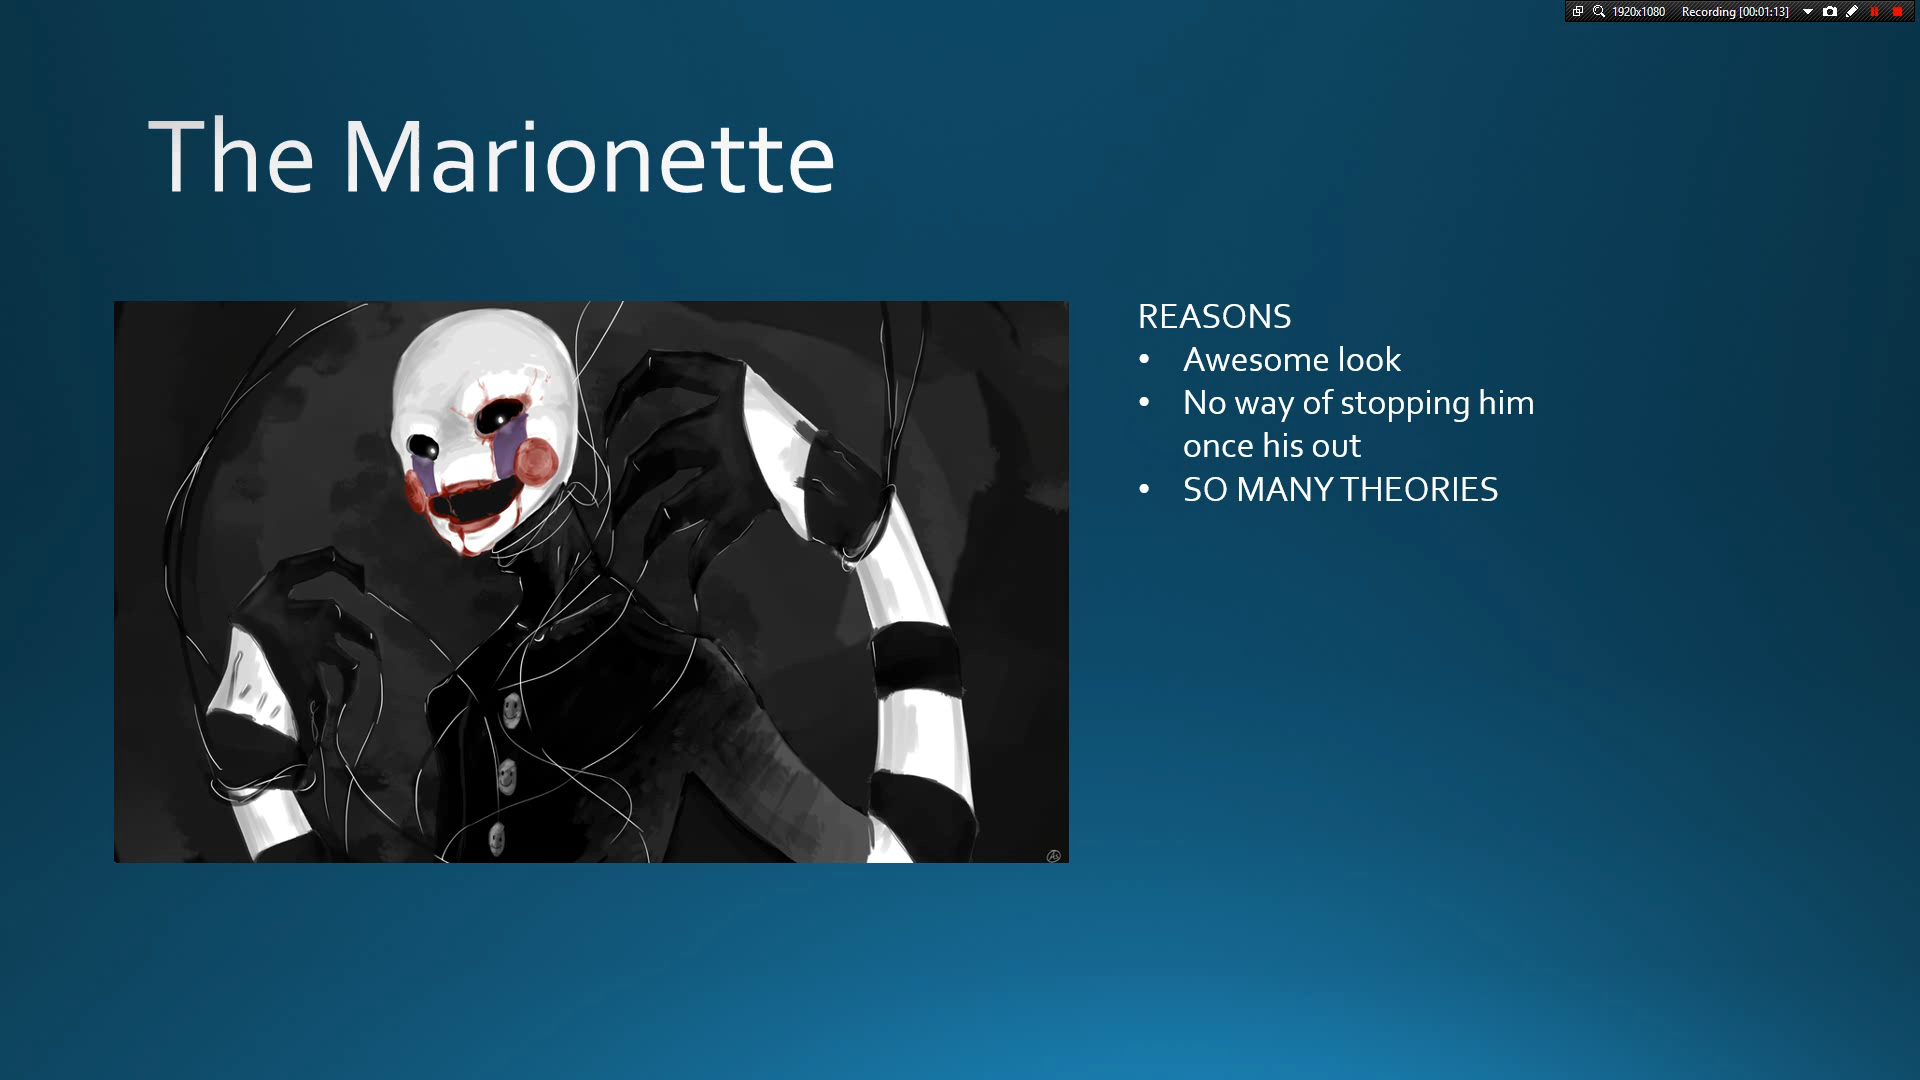 1920x1080 Recording [00:01:13]
The Marionette
REASONS
• Awesome look
• No way of stopping him
once his out
• SO MANY THEORIES